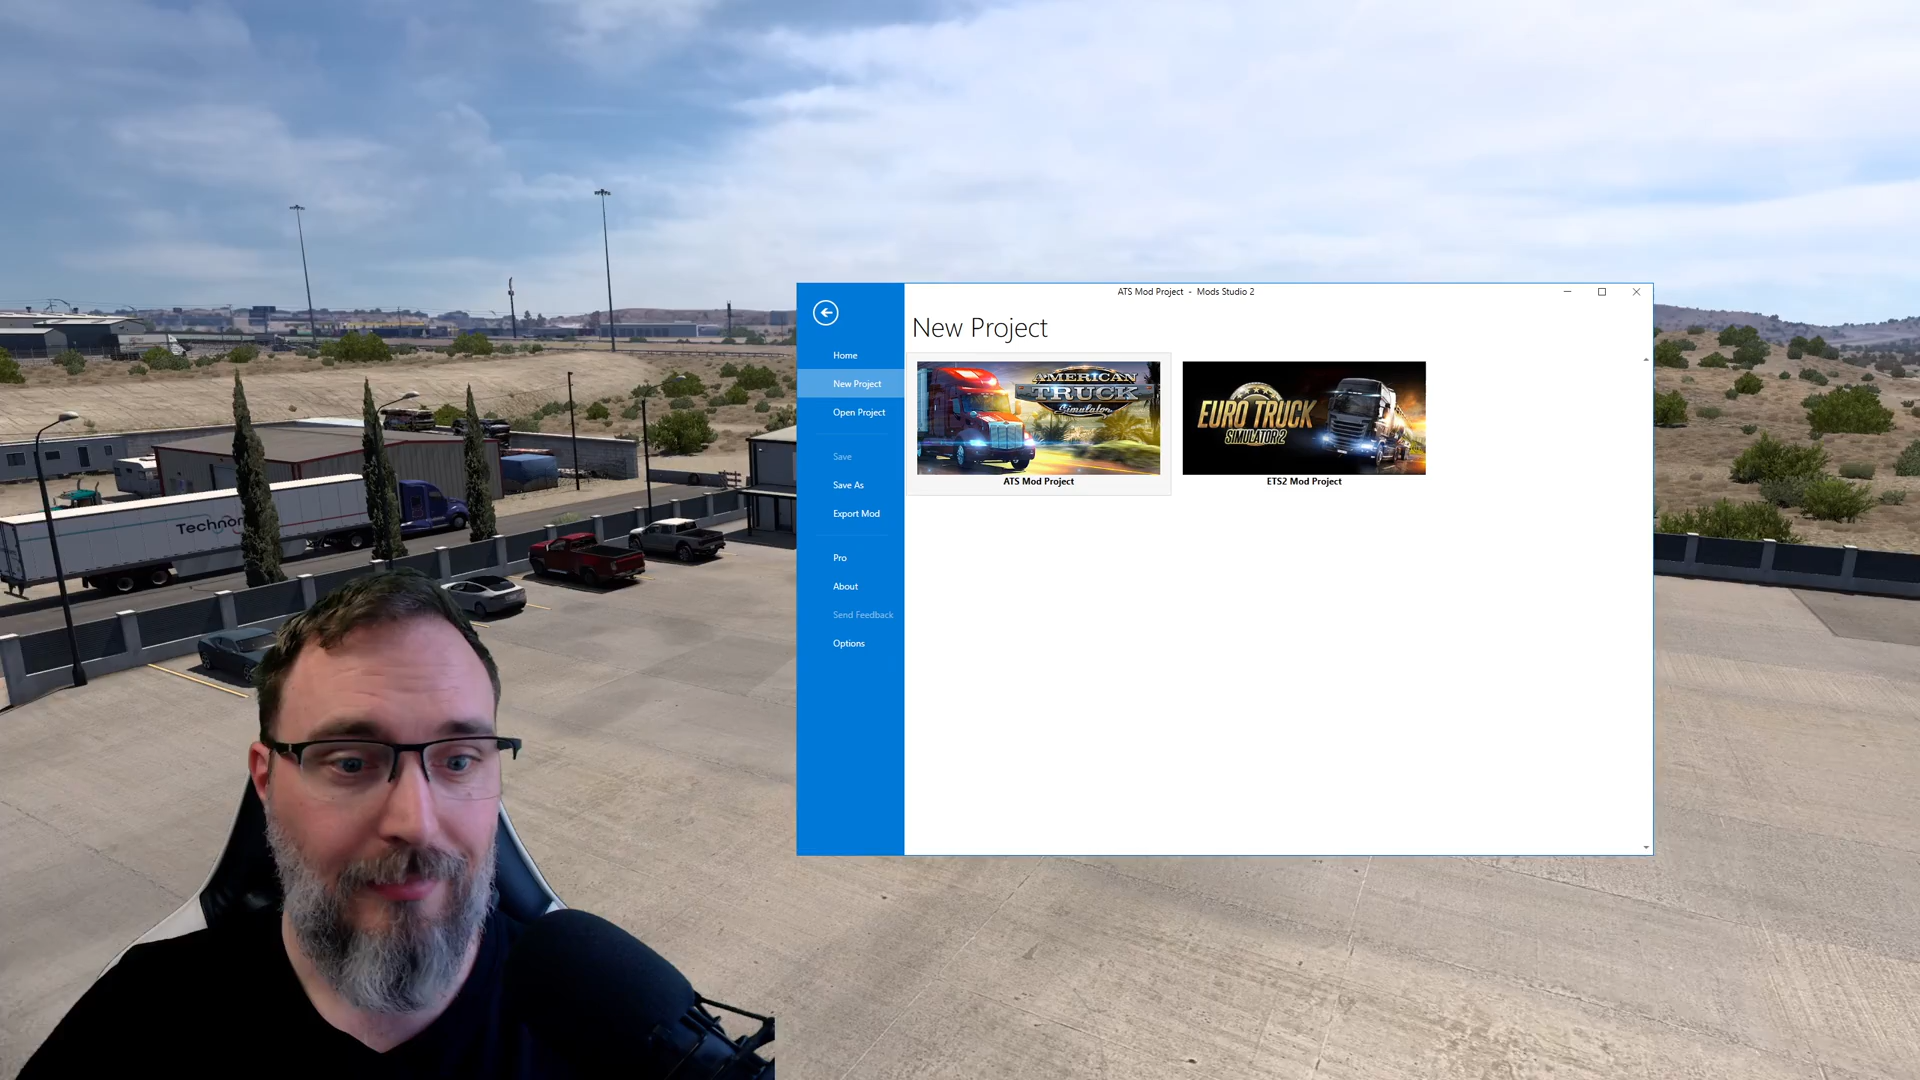 ATS Mod Project - Mods Studio 2
New Project
Home
New Project
Open Project
Save
Save As
Export Mod
Pro
About
Send Feedback
Options
AMERICAN
TRUCK
Simulator
ATS Mod Project
EURO TRUCK
SIMULATOR 2
ETS2 Mod Project